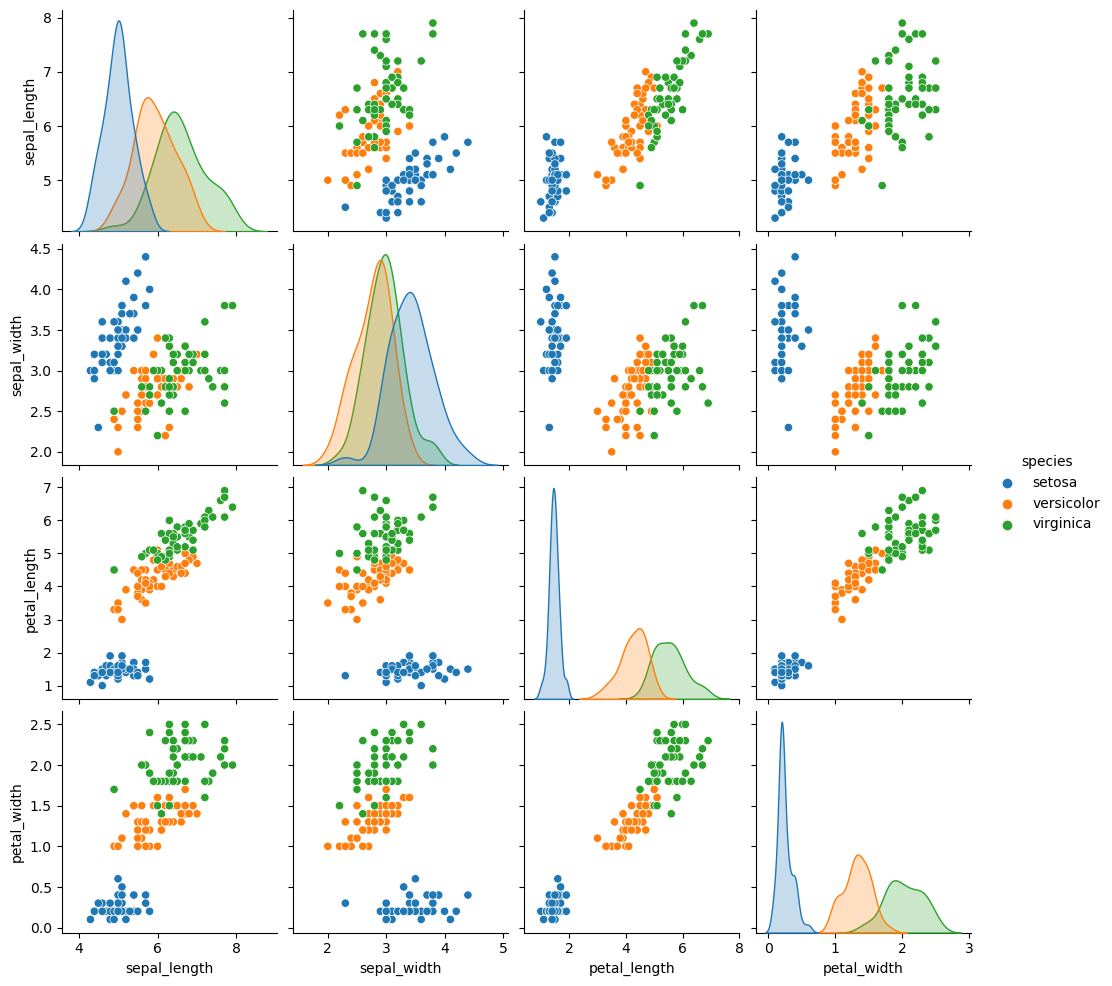 8
7
6
5
sepal_length
4.5
4.0
3.5
3.0
2.5
2.0
sepal_width
species
setosa
versicolor
virginica
7
6
5
4
3
2
1
petal_length
2.5
2.0
1.5
1.0
0.5
0.0
petal_width
4 6 8
2 3 4 5
2 4 6 8
0 1 2 3
sepal_length sepal_width petal_length petal_width